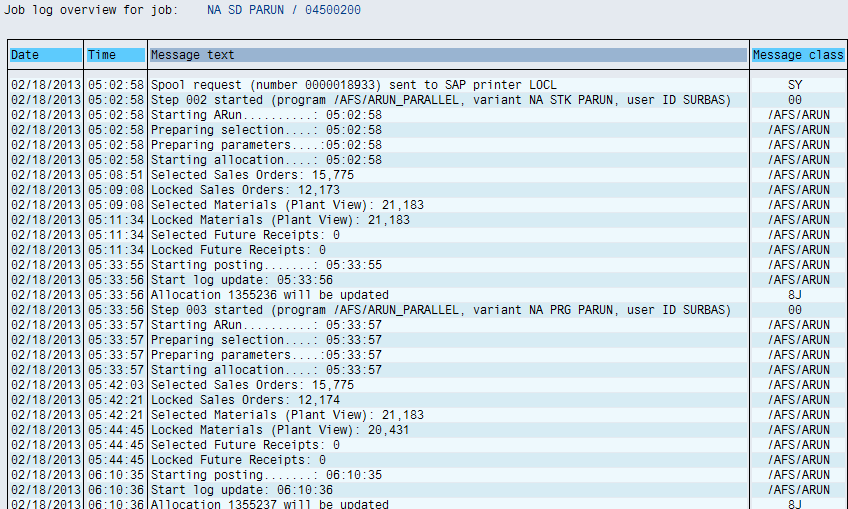 Job log overview for job:    NA SD PARUN / 04500200
Date Time Message text Message class
02/18/2013 05:02:58 Spool request (number 0000018933) sent to SAP printer LOCL SY
02/18/2013 05:02:58 Step 002 started (program /AFS/ARUN_PARALLEL, variant NA STK PARUN, user ID SURBAS) 00
02/18/2013 05:02:58 Starting ARun..........: 05:02:58 /AFS/ARUN
02/18/2013 05:02:58 Preparing selection....: 05:02:58 /AFS/ARUN
02/18/2013 05:02:58 Preparing parameters....:05:02:58 /AFS/ARUN
02/18/2013 05:02:58 Starting allocation....: 05:02:58 /AFS/ARUN
02/18/2013 05:08:51 Selected Sales Orders: 15,775 /AFS/ARUN
02/18/2013 05:09:08 Locked Sales Orders: 12,173 /AFS/ARUN
02/18/2013 05:09:08 Selected Materials (Plant View): 21,183 /AFS/ARUN
02/18/2013 05:11:34 Locked Materials (Plant View): 21,183 /AFS/ARUN
02/18/2013 05:11:34 Selected Future Receipts: 0 /AFS/ARUN
02/18/2013 05:11:34 Locked Future Receipts: 0 /AFS/ARUN
02/18/2013 05:33:55 Starting posting.......: 05:33:55 /AFS/ARUN
02/18/2013 05:33:56 Start log update: 05:33:56 /AFS/ARUN
02/18/2013 05:33:56 Allocation 1355236 will be updated 8J
02/18/2013 05:33:56 Step 003 started (program /AFS/ARUN_PARALLEL, variant NA PRG PARUN, user ID SURBAS) 00
02/18/2013 05:33:57 Starting ARun..........: 05:33:57 /AFS/ARUN
02/18/2013 05:33:57 Preparing selection....: 05:33:57 /AFS/ARUN
02/18/2013 05:33:57 Preparing parameters....:05:33:57 /AFS/ARUN
02/18/2013 05:33:57 Starting allocation....: 05:33:57 /AFS/ARUN
02/18/2013 05:42:03 Selected Sales Orders: 15,775 /AFS/ARUN
02/18/2013 05:42:21 Locked Sales Orders: 12,174 /AFS/ARUN
02/18/2013 05:42:21 Selected Materials (Plant View): 21,183 /AFS/ARUN
02/18/2013 05:44:45 Locked Materials (Plant View): 20,431 /AFS/ARUN
02/18/2013 05:44:45 Selected Future Receipts: 0 /AFS/ARUN
02/18/2013 05:44:45 Locked Future Receipts: 0 /AFS/ARUN
02/18/2013 06:10:35 Starting posting.......: 06:10:35 /AFS/ARUN
02/18/2013 06:10:36 Start log update: 06:10:36 /AFS/ARUN
02/18/2013 06:10:36 Allocation 1355237 will be updated 8J